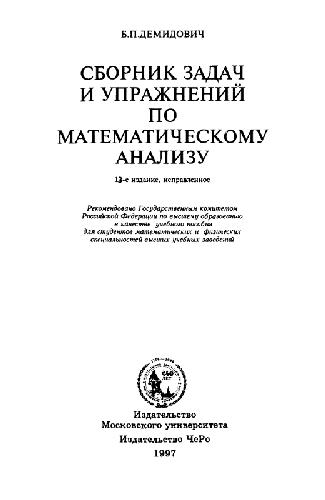 Б.П.ДЕМИДОВИЧ
СБОРНИК ЗАДАЧ
И УПРАЖНЕНИЙ
ПО
МАТЕМАТИЧЕСКОМУ
АНАЛИЗУ
13-е издание, исправленное
Рекомендовано Государственным комитетом
Российской Федерации по высшему образованию
в качестве учебного пособия
для студентов математических и физических
специальностей высших учебных заведений
Издательство
Московского университета
Издательство ЧеРо
1997